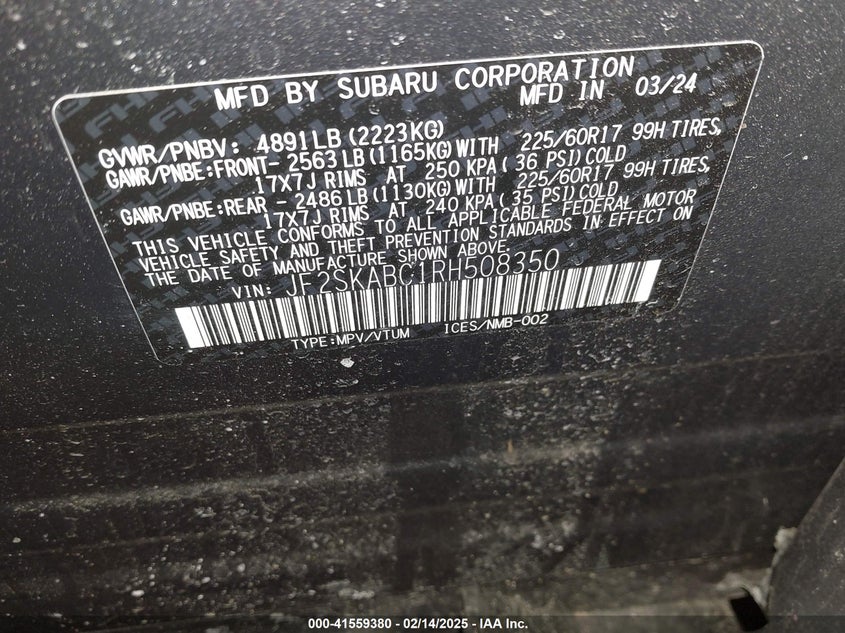 MFD BY SUBARU CORPORATION
MFD IN 03/24
GVWR/PNBV: 4891LB(2223KG)
GAWR/PNBE:FRONT- 2563LB(1165KG)WITH 225/60R17 99H TIRES,
17X7J RIMS AT 250 KPA( 36 PSI)COLD
GAWR/PNBE:REAR - 2486LB(1130KG)WITH 225/60R17 99H TIRES,
17X7J RIMS AT 240 KPA( 35 PSI)COLD
THIS VEHICLE CONFORMS TO ALL APPLICABLE FEDERAL MOTOR
VEHICLE SAFETY AND THEFT PREVENTION STANDARDS IN EFFECT ON
THE DATE OF MANUFACTURE SHOWN ABOVE.
VIN: JF2SKABC1RH508350
TYPE:MPV/VTUM ICES/NMB-002
000-41559380 - 02/14/2025 - IAA Inc.